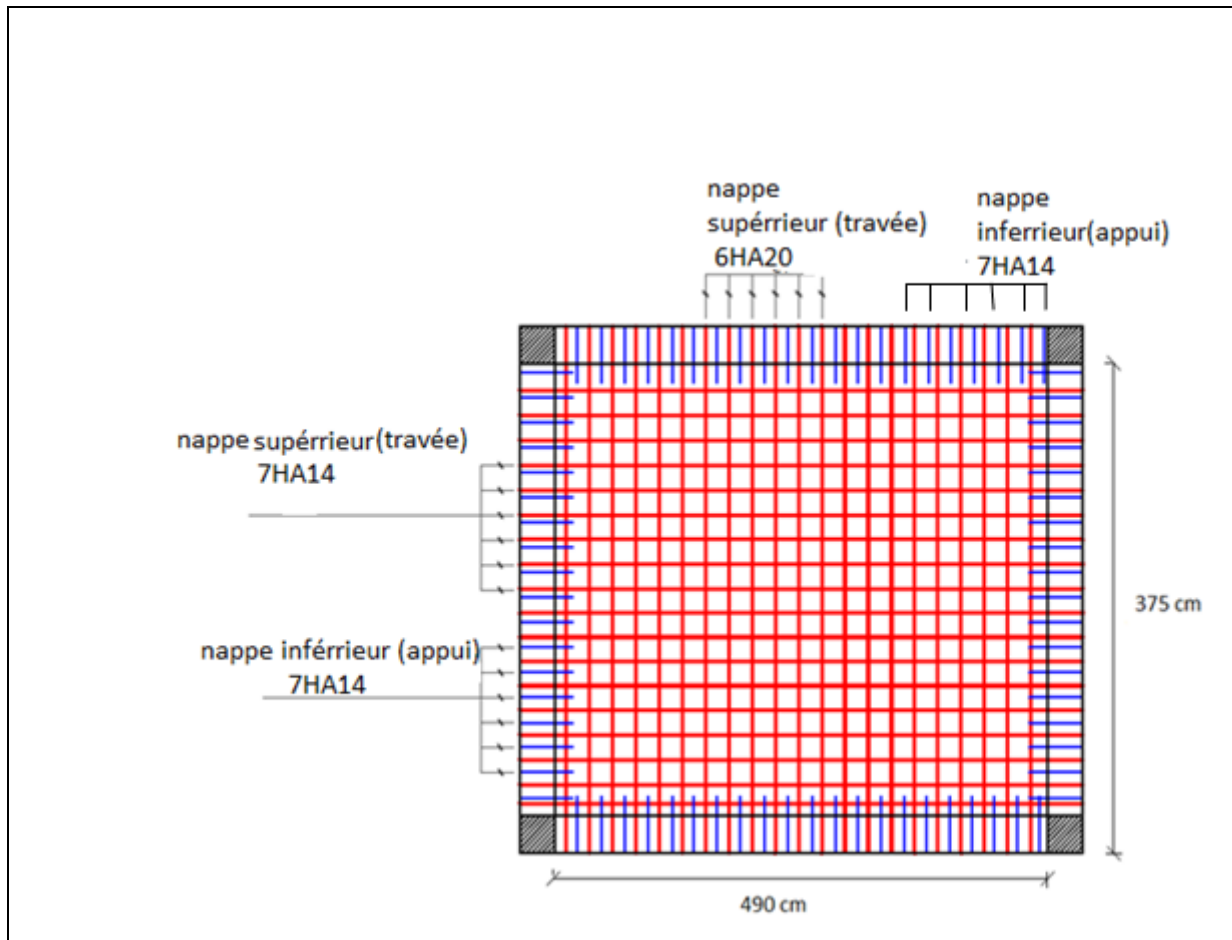 nappe
supérrieur (travée)
6HA20
nappe
inferrieur(appui)
7HA14
nappe supérrieur(travée)
7HA14
nappe inférrieur (appui)
7HA14
375 cm
490 cm